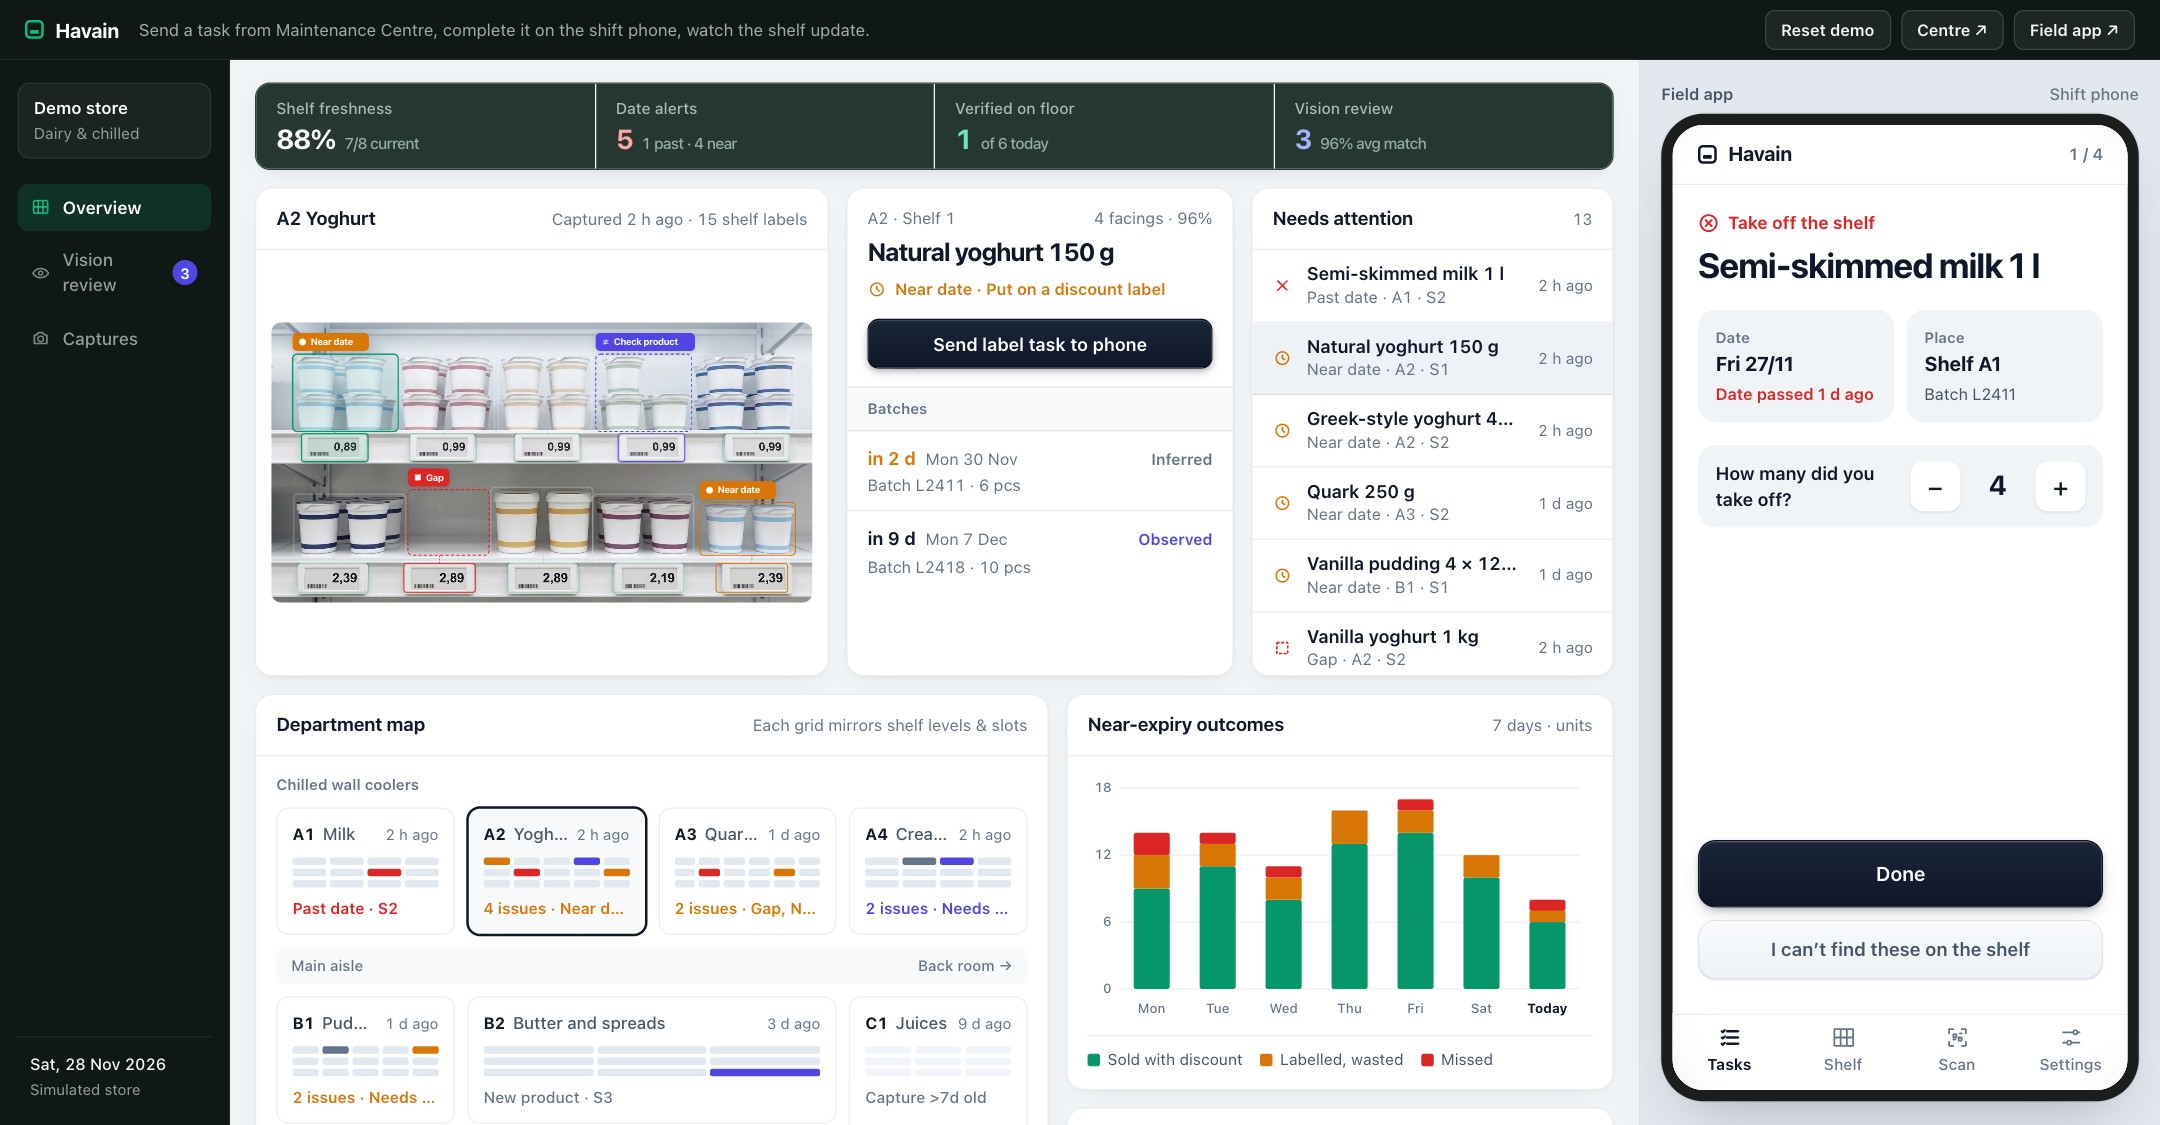 Havain
Send a task from Maintenance Centre, complete it on the shift phone, watch the shelf update.
Reset demo
Centre ↗
Field app ↗
Demo store
Dairy & chilled
Overview
Vision
review
3
Captures
Sat, 28 Nov 2026
Simulated store
Shelf freshness
88% 7/8 current
Date alerts
5 1 past · 4 near
Verified on floor
1 of 6 today
Vision review
3 96% avg match
A2 Yoghurt
Captured 2 h ago · 15 shelf labels
Near date
≠ Check product
0,89
0,99
0,99
0,99
0,99
Gap
Near date
2,39
2,89
2,89
2,19
2,39
A2 · Shelf 1
4 facings · 96%
Natural yoghurt 150 g
Near date · Put on a discount label
Send label task to phone
Batches
in 2 d Mon 30 Nov
Inferred
Batch L2411 · 6 pcs
in 9 d Mon 7 Dec
Observed
Batch L2418 · 10 pcs
Needs attention
13
Semi-skimmed milk 1 l
Past date · A1 · S2
2 h ago
Natural yoghurt 150 g
Near date · A2 · S1
2 h ago
Greek-style yoghurt 4...
Near date · A2 · S2
2 h ago
Quark 250 g
Near date · A3 · S2
1 d ago
Vanilla pudding 4 × 12...
Near date · B1 · S1
1 d ago
Vanilla yoghurt 1 kg
Gap · A2 · S2
2 h ago
Department map
Each grid mirrors shelf levels & slots
Chilled wall coolers
A1 Milk 2 h ago
Past date · S2
A2 Yogh... 2 h ago
4 issues · Near d...
A3 Quar... 1 d ago
2 issues · Gap, N...
A4 Crea... 2 h ago
2 issues · Needs ...
Main aisle
Back room →
B1 Pud... 1 d ago
2 issues · Needs ...
B2 Butter and spreads 3 d ago
New product · S3
C1 Juices 9 d ago
Capture >7d old
Near-expiry outcomes
7 days · units
18
12
6
0
Mon
Tue
Wed
Thu
Fri
Sat
Today
Sold with discount
Labelled, wasted
Missed
Field app
Shift phone
Havain
1 / 4
Take off the shelf
Semi-skimmed milk 1 l
Date
Fri 27/11
Date passed 1 d ago
Place
Shelf A1
Batch L2411
How many did you
take off?
− 4 +
Done
I can’t find these on the shelf
Tasks
Shelf
Scan
Settings